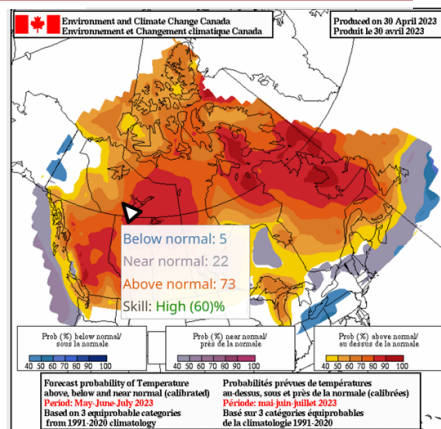 Environment and Climate Change Canada
Environnement et Changement climatique Canada
Produced on 30 April 2023
Produit le 30 avril 2023
Below normal: 5
Near normal: 22
Above normal: 73
Skill: High (60)%
Prob (%) below normal/
sous la normale
40 50 60 70 80 90 100
Prob (%) near normal/
près de la normale
40 50 60 70 80 90 100
Prob (%) above normal/
au dessus de la normale
40 50 60 70 80 90 100
Forecast probability of Temperature
above, below and near normal (calibrated)
Period: May-June-July 2023
Based on 3 equiprobable categories
from 1991-2020 climatology
Probabilités prévues de températures
au-dessus, sous et près de la normale (calibrées)
Période: mai-juin-juillet 2023
Basé sur 3 catégories équiprobables
de la climatologie 1991-2020